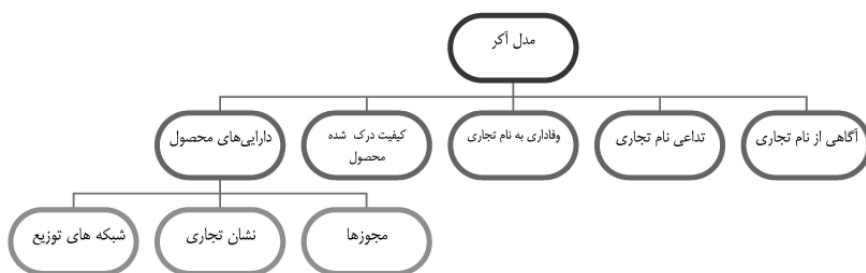 مدل آکر
آگاهی از نام تجاری
تداعی نام تجاری
وفاداری به نام تجاری
کیفیت درک شده
محصول
دارایی‌های محصول
مجوزها
نشان تجاری
شبکه های توزیع